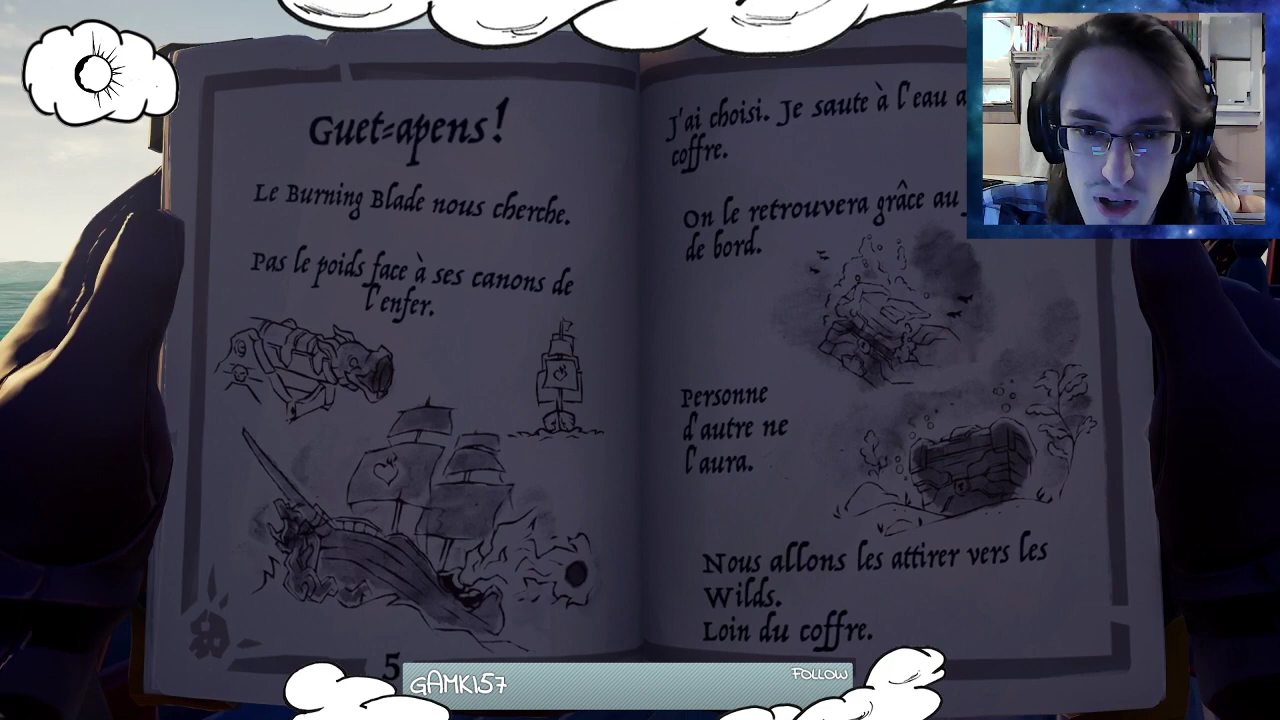 Guet-apens!
Le Burning Blade nous cherche.
Pas le poids face à ses canons de
l'enfer.
5
J'ai choisi. Je saute à l'eau a
coffre.
On le retrouvera grâce au
de bord.
Personne
d'autre ne
l'aura.
Nous allons les attirer vers les
Wilds.
Loin du coffre.
GAMK157
FOLLOW